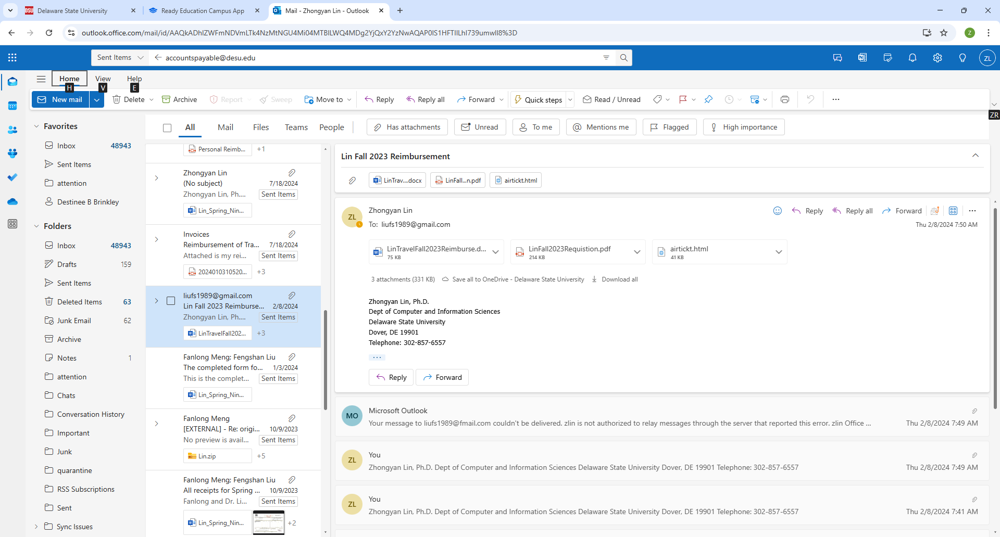 Delaware State University
Ready Education Campus App
Mail - Zhongyan Lin - Outlook
outlook.office.com/mail/id/AAQkADhlZWFmNDVmLTk4NzMtNGU4Mi04MTBlLWQ4MDg2YjQxY2YzNwAQAP0lS1HFTIlLhI739umwlI8%3D
Z
Sent Items
accountspayable@desu.edu
ZL
Home
View
Help
H
V
E
New mail
Delete
Archive
Report
Sweep
Move to
Reply
Reply all
Forward
Quick steps
Read / Unread
ZR
Favorites
Inbox 48943
Sent Items
attention
Destinee B Brinkley
Folders
Inbox 48943
Drafts 159
Sent Items
Deleted Items 63
Junk Email 62
Archive
Notes 1
attention
Chats
Conversation History
Important
Junk
quarantine
RSS Subscriptions
Sent
Sync Issues
All
Mail
Files
Teams
People
Has attachments
Unread
To me
Mentions me
Flagged
High importance
Personal Reimb... +1
Zhongyan Lin
(No subject) 7/18/2024
Zhongyan Lin, Ph.... Sent Items
Lin_Spring_Nin...
Invoices
Reimbursement of Tra... 7/18/2024
Attached is my rei... Sent Items
2024010310520... +3
liufs1989@gmail.com
Lin Fall 2023 Reimburse... 2/8/2024
Zhongyan Lin, Ph.... Sent Items
LinTravelFall202... +3
Fanlong Meng; Fengshan Liu
The completed form fo... 1/3/2024
This is the complet... Sent Items
Lin_Spring_Nin...
Fanlong Meng
[EXTERNAL] - Re: origi... 10/9/2023
No preview is avail... Sent Items
Lin.zip +5
Fanlong Meng; Fengshan Liu
All receipts for Spring ... 10/9/2023
Fanlong and Dr. Li... Sent Items
Lin_Spring_Nin... +2
Lin Fall 2023 Reimbursement
LinTrav....docx
LinFall...n.pdf
airtickt.html
ZL
Zhongyan Lin
To: liufs1989@gmail.com
Reply
Reply all
Forward
Thu 2/8/2024 7:50 AM
LinTravelFall2023Reimburse.d...
75 KB
LinFall2023Requistion.pdf
214 KB
airtickt.html
41 KB
3 attachments (331 KB)
Save all to OneDrive - Delaware State University
Download all
Zhongyan Lin, Ph.D.
Dept of Computer and Information Sciences
Delaware State University
Dover, DE 19901
Telephone: 302-857-6557
Reply
Forward
MO
Microsoft Outlook
Your message to liufs1989@fmail.com couldn't be delivered. zlin is not authorized to relay messages through the server that reported this error. zlin Office ... Thu 2/8/2024 7:49 AM
ZL
You
Zhongyan Lin, Ph.D. Dept of Computer and Information Sciences Delaware State University Dover, DE 19901 Telephone: 302-857-6557 Thu 2/8/2024 7:49 AM
ZL
You
Zhongyan Lin, Ph.D. Dept of Computer and Information Sciences Delaware State University Dover, DE 19901 Telephone: 302-857-6557 Thu 2/8/2024 7:41 AM